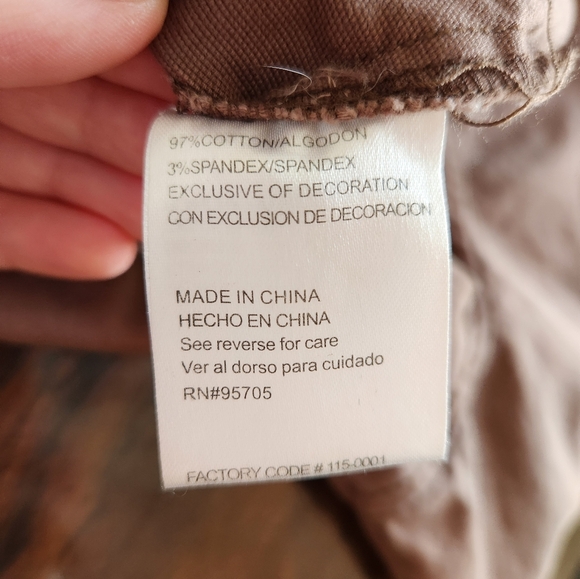 97%COTTON/ALGODON
3%SPANDEX/SPANDEX
EXCLUSIVE OF DECORATION
CON EXCLUSION DE DECORACION
MADE IN CHINA
HECHO EN CHINA
See reverse for care
Ver al dorso para cuidado
RN#95705
FACTORY CODE # 115-0001